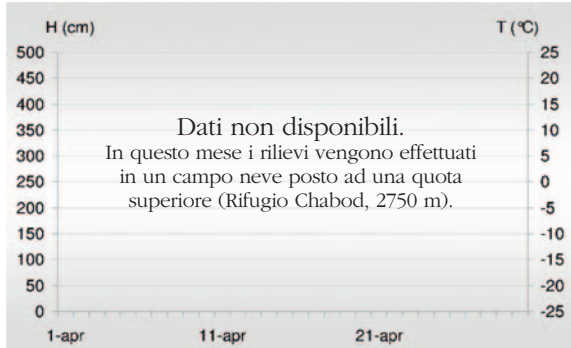 H (cm) T (°C)
500 25
450 20
400 15
350 10
300 5
250 0
200 -5
150 -10
100 -15
50 -20
0 -25
Dati non disponibili.
In questo mese i rilievi vengono effettuati
in un campo neve posto ad una quota
superiore (Rifugio Chabod, 2750 m).
1-apr 11-apr 21-apr